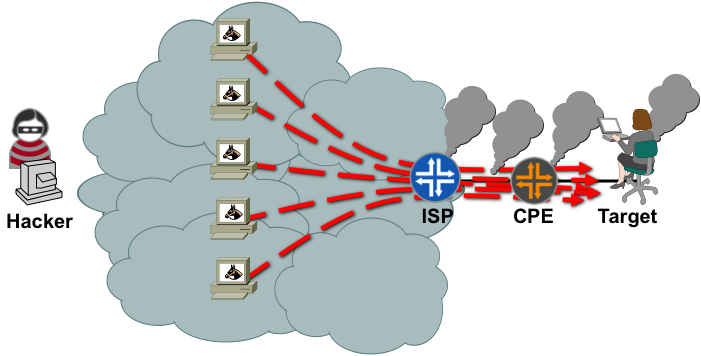 Hacker
ISP
CPE
Target